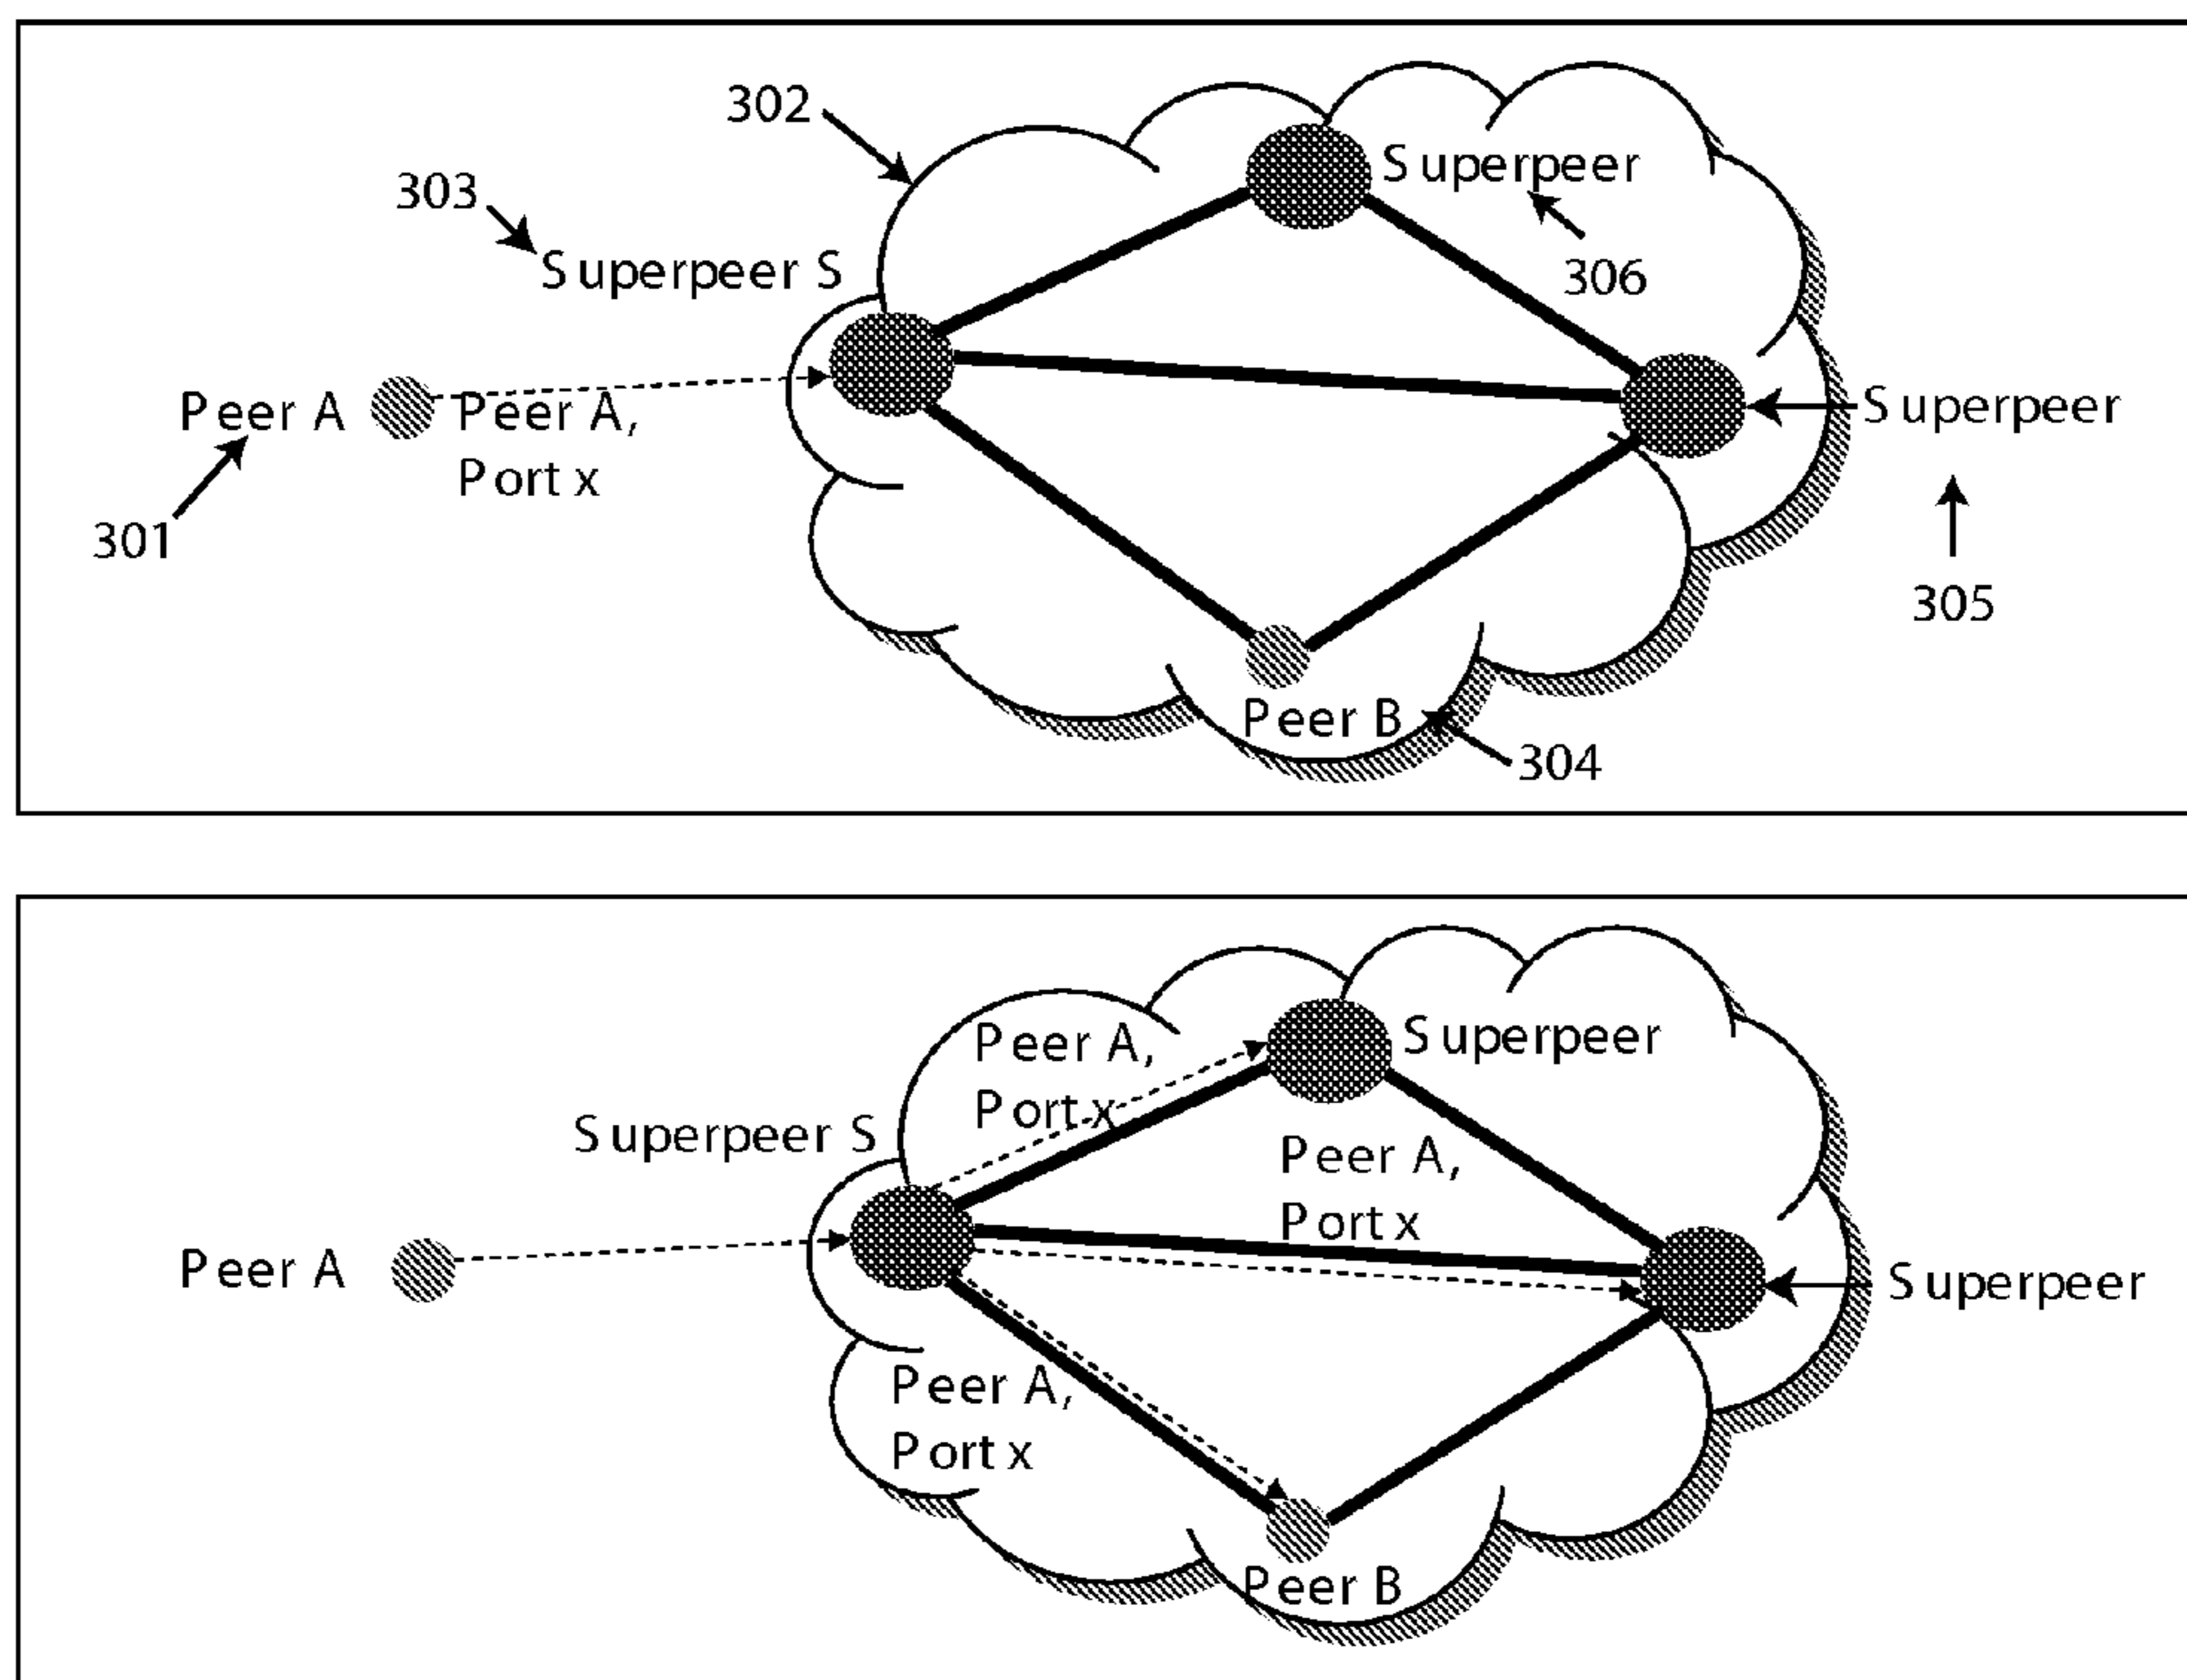 302
Superpeer
303
306
Superpeer S
Peer A
Peer A,
Port x
Superpeer
301
305
Peer B
304
Peer A,
Port x
Superpeer
Superpeer S
Peer A,
Port x
Peer A
Superpeer
Peer A,
Port x
Peer B